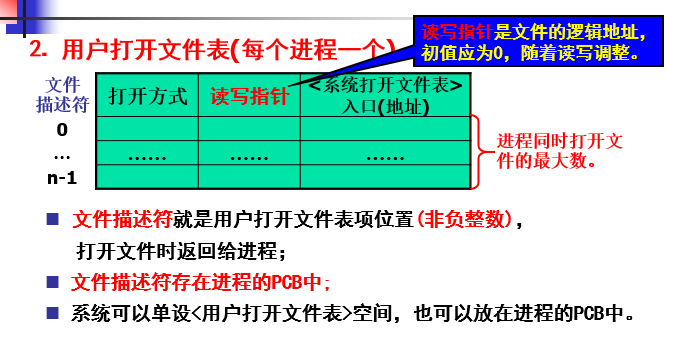 读写指针是文件的逻辑地址，
初值应为0，随着读写调整。
2. 用户打开文件表(每个进程一个)
文件
描述符
打开方式
读写指针
<系统打开文件表>
入口(地址)
0
...
......
......
......
n-1
进程同时打开文
件的最大数。
文件描述符就是用户打开文件表项位置(非负整数)，
打开文件时返回给进程；
文件描述符存在进程的PCB中;
系统可以单设<用户打开文件表>空间，也可以放在进程的PCB中。